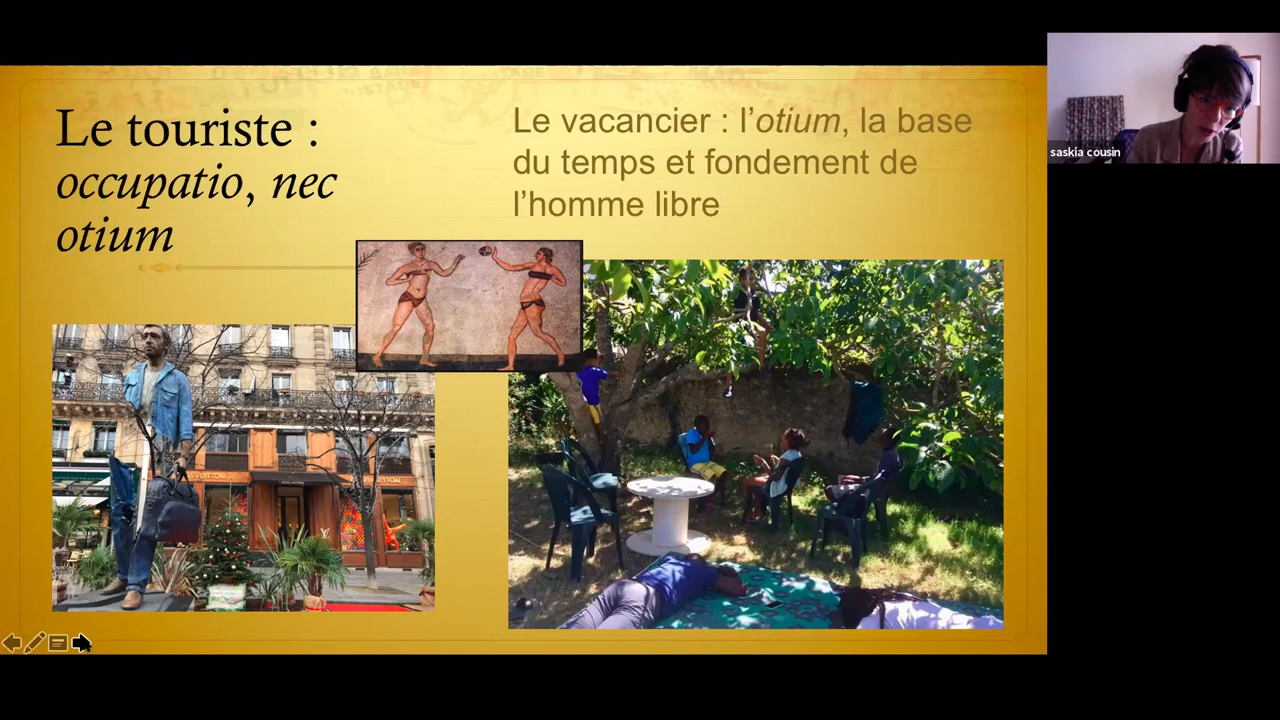 Le touriste :
occupatio, nec
otium
Le vacancier : l’otium, la base
du temps et fondement de
l’homme libre
saskia cousin